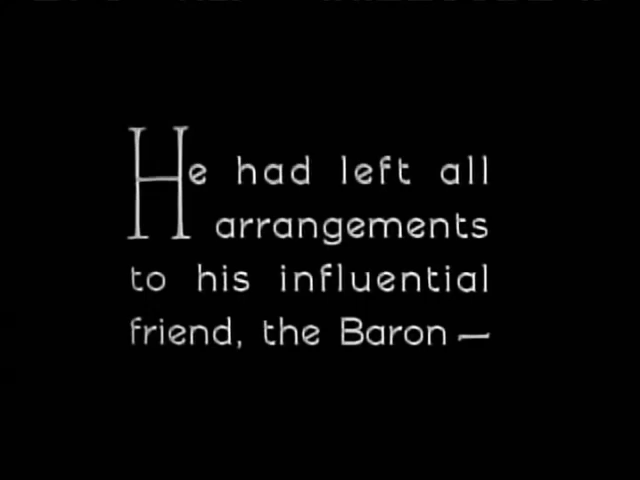 He had left all
arrangements
to his influential
friend, the Baron —